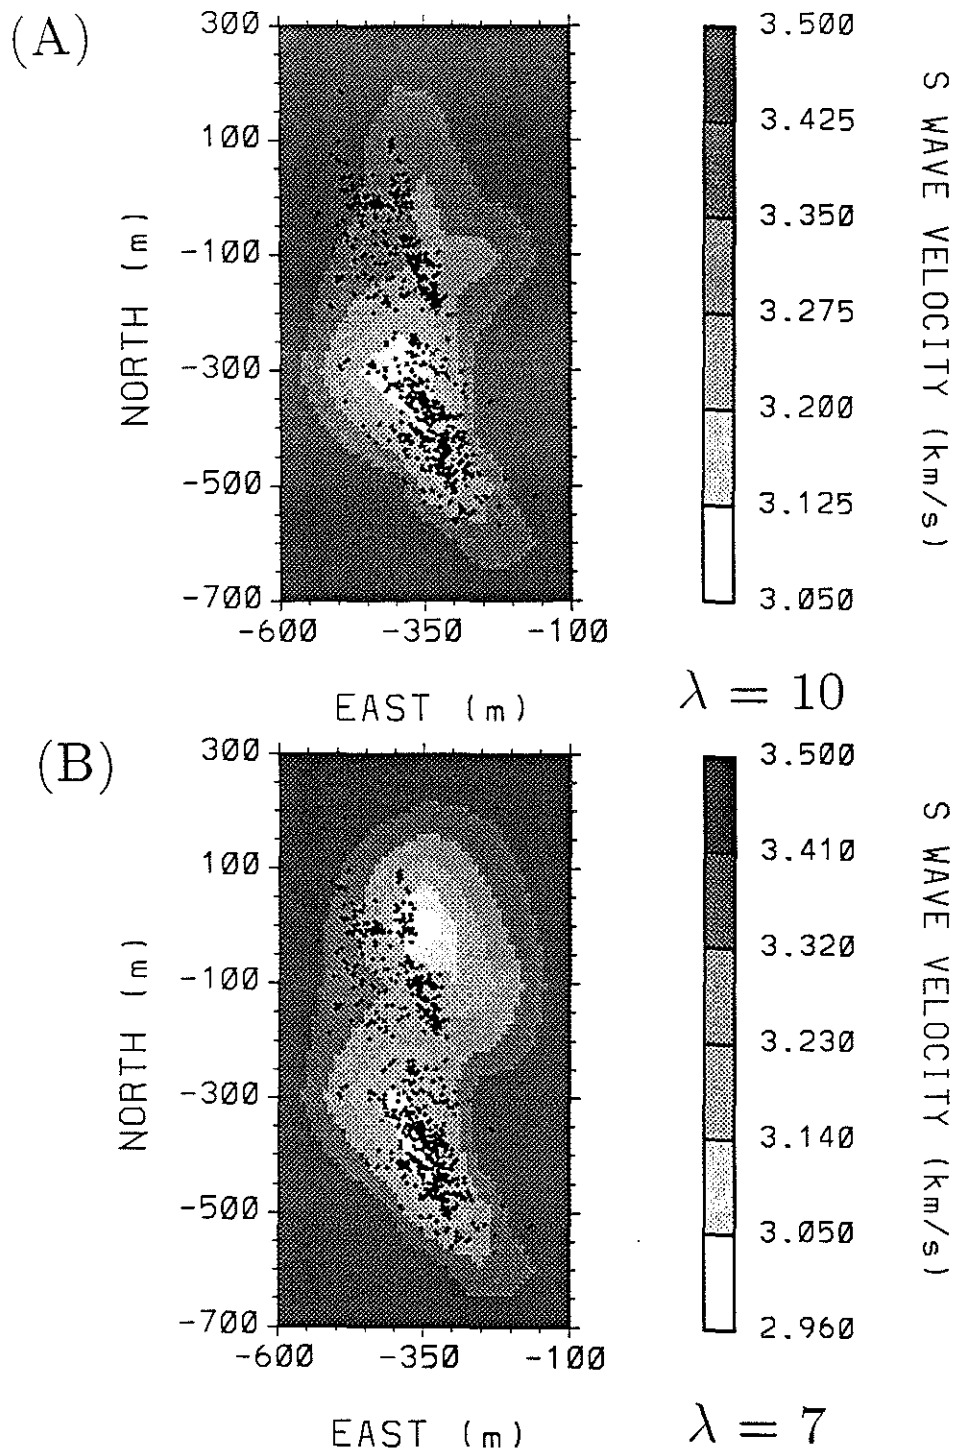 (A)
300
100
-100
-300
-500
-700
NORTH (m)
-600 -350 -100
EAST (m)
3.500
3.425
3.350
3.275
3.200
3.125
3.050
S WAVE VELOCITY (km/s)
λ = 10
(B)
300
100
-100
-300
-500
-700
NORTH (m)
-600 -350 -100
EAST (m)
3.500
3.410
3.320
3.230
3.140
3.050
2.960
S WAVE VELOCITY (km/s)
λ = 7